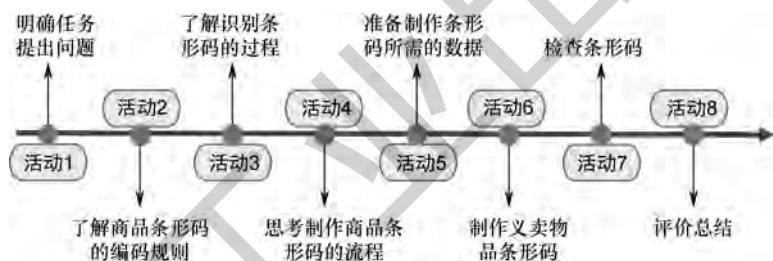 明确任务
提出问题
了解识别条
形码的过程
准备制作条形
码所需的数据
检查条形码
活动2
活动4
活动6
活动8
活动1
活动3
活动5
活动7
了解商品条形码
的编码规则
思考制作商品条
形码的流程
制作义卖物
品条形码
评价总结